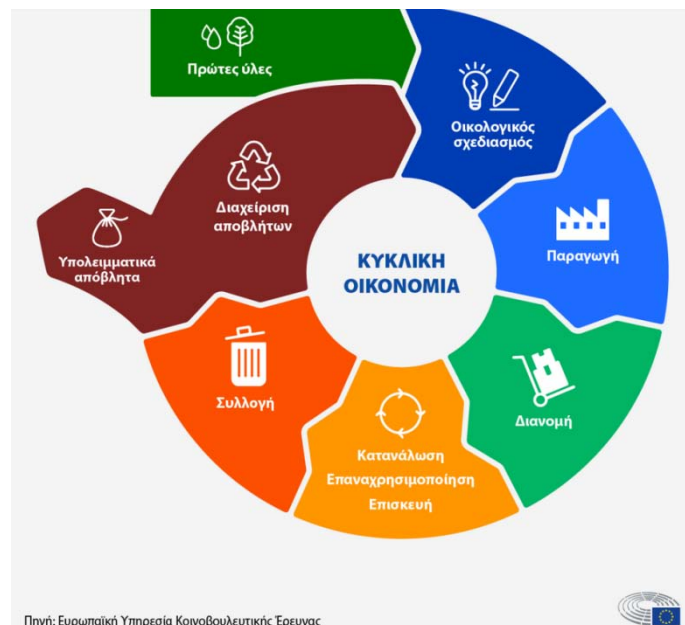 Πρώτες ύλες
Οικολογικός
σχεδιασμός
Παραγωγή
Διανομή
Κατανάλωση
Επαναχρησιμοποίηση
Επισκευή
Συλλογή
Διαχείριση
αποβλήτων
Υπολειμματικά
απόβλητα
ΚΥΚΛΙΚΗ
ΟΙΚΟΝΟΜΙΑ
Πηγή: Ευρωπαϊκή Υπηρεσία Κοινοβουλευτικής Έρευνας